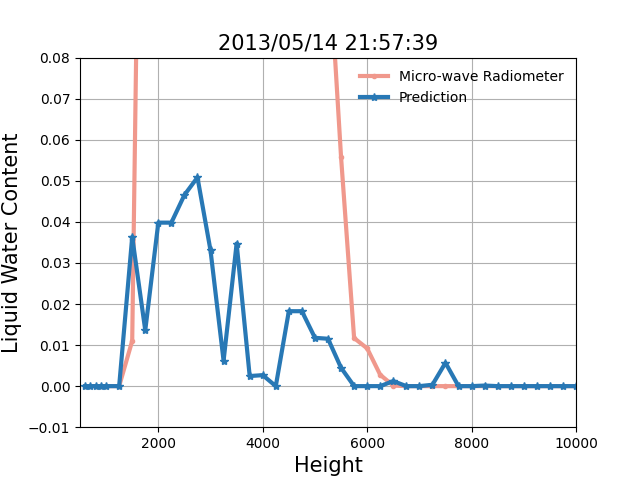 2013/05/14 21:57:39
0.08
0.07
0.06
0.05
0.04
0.03
0.02
0.01
0.00
−0.01
Liquid Water Content
Micro-wave Radiometer
Prediction
2000 4000 6000 8000 10000
Height